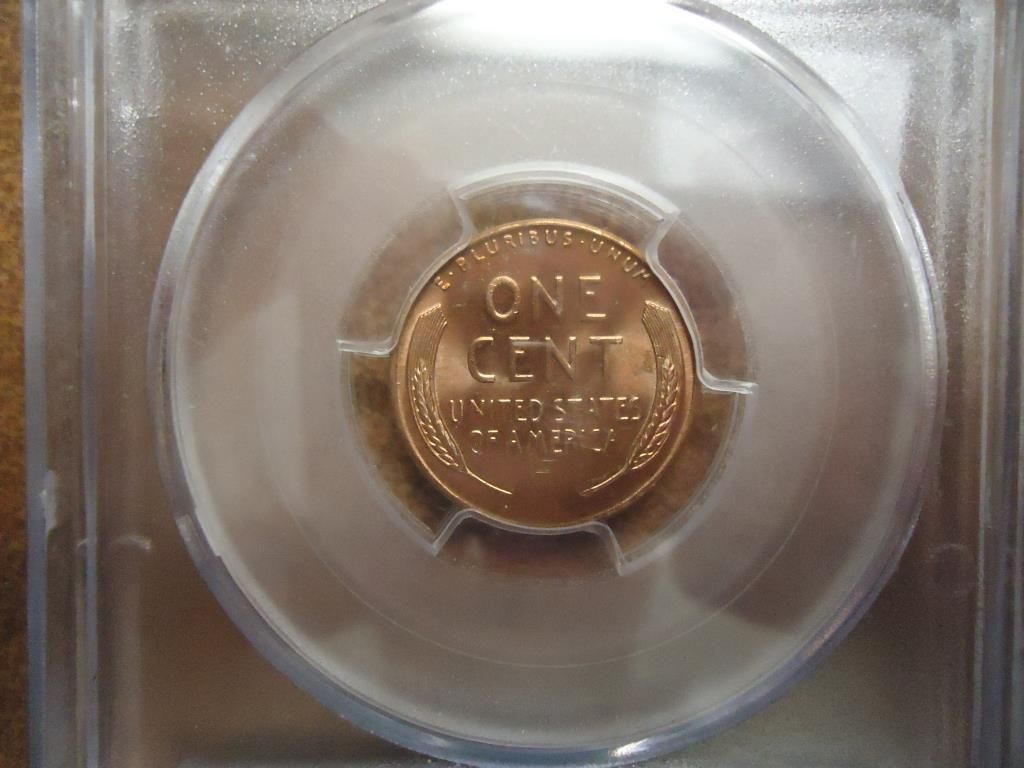 E·PLURIBUS·UNUM
ONE
CENT
UNITED STATES
OF AMERICA